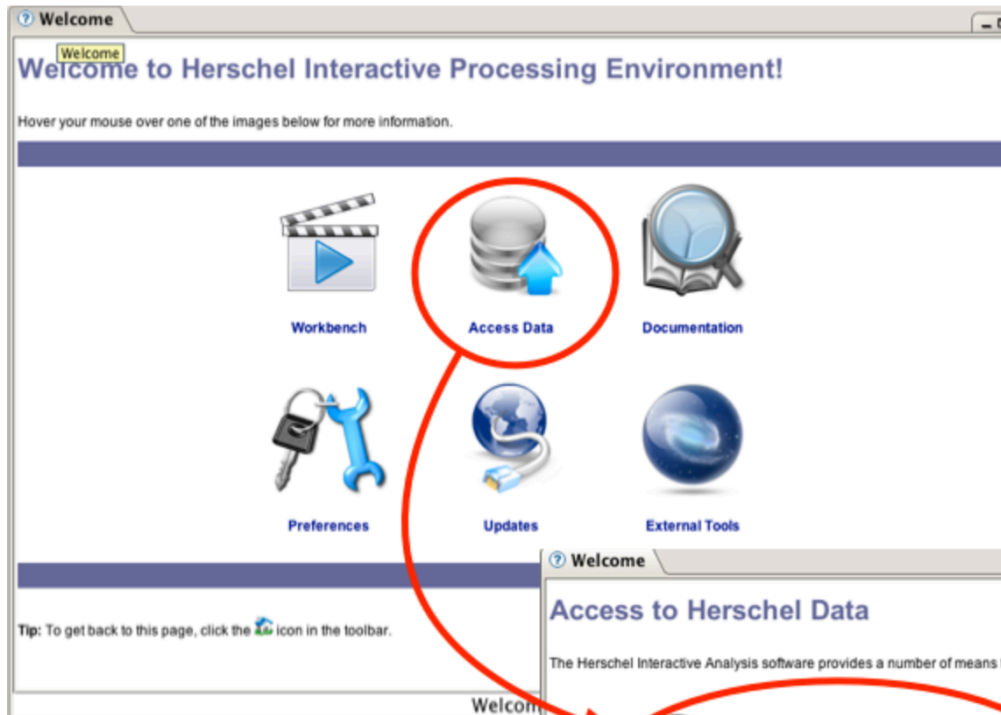 Welcome
Welcome
Welcome to Herschel Interactive Processing Environment!
Hover your mouse over one of the images below for more information.
Workbench
Access Data
Documentation
Preferences
Updates
External Tools
Tip: To get back to this page, click the icon in the toolbar.
Welcom
Welcome
Access to Herschel Data
The Herschel Interactive Analysis software provides a number of means